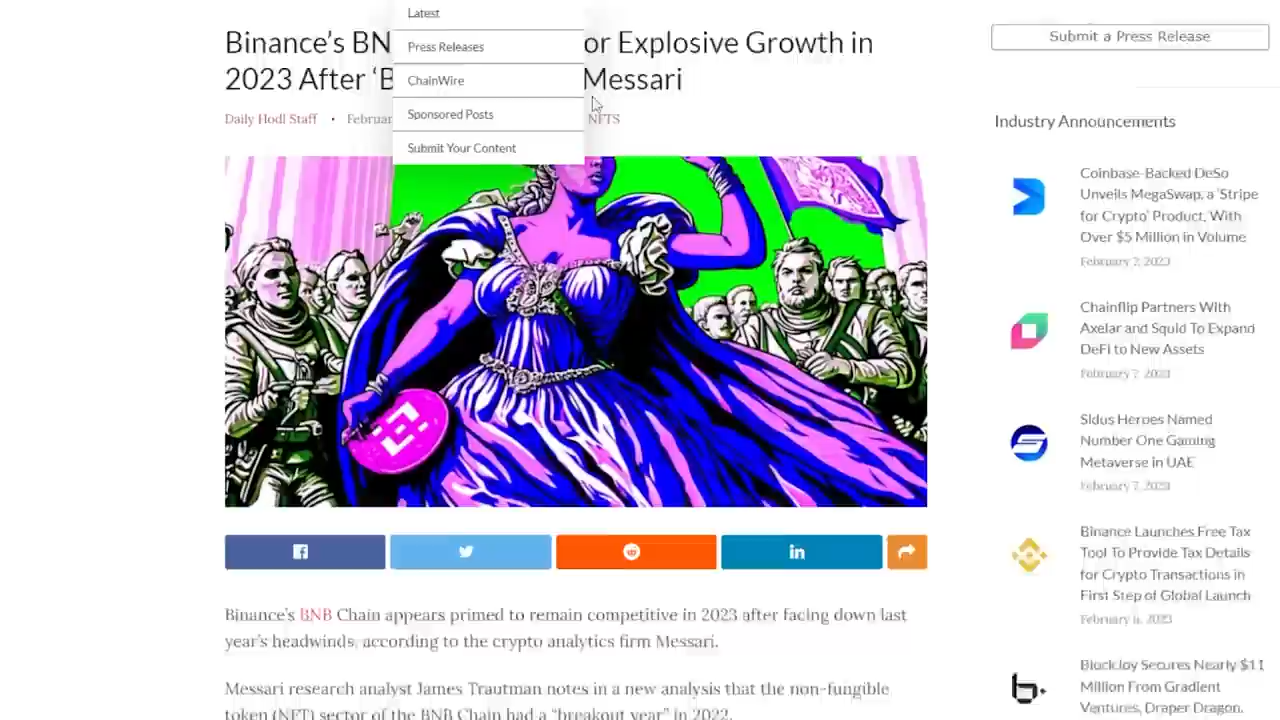 Latest
Press Releases
ChainWire
Sponsored Posts
Submit Your Content
Binance's BN or Explosive Growth in
2023 After 'B Messari
Daily Hodl Staff • Februar NFTS
Binance's BNB Chain appears primed to remain competitive in 2023 after facing down last
year's headwinds, according to the crypto analytics firm Messari.
Messari research analyst James Trautman notes in a new analysis that the non-fungible
token (NFT) sector of the BNB Chain had a "breakout year" in 2022.
Submit a Press Release
Industry Announcements
Coinbase-Backed DeSo
Unveils MegaSwap, a 'Stripe
for Crypto' Product, With
Over $5 Million in Volume
February 7, 2023
Chainflip Partners With
Axelar and Squid To Expand
DeFi to New Assets
February 7, 2023
Sidus Heroes Named
Number One Gaming
Metaverse in UAE
February 7, 2023
Binance Launches Free Tax
Tool To Provide Tax Details
for Crypto Transactions in
First Step of Global Launch
February 6, 2023
BlockJoy Secures Nearly $11
Million From Gradient
Ventures, Draper Dragon,